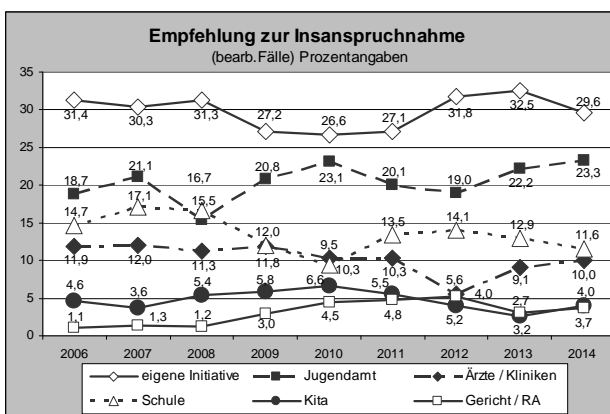 Empfehlung zur Insanspruchnahme
(bearb.Fälle) Prozentangaben
35
30
25
20
15
10
5
0
31,4 30,3 31,3 27,2 26,6 27,1 31,8 32,5 29,6
18,7 21,1 16,7 20,8 23,1 20,1 19,0 22,2 23,3
14,7 17,1 15,5 12,0 9,5 13,5 14,1 12,9 11,6
11,9 12,0 11,3 11,8 10,3 10,3 5,6 9,1 10,0
4,6 3,6 5,4 5,8 6,6 5,5 4,0 2,7 4,0
1,1 1,3 1,2 3,0 4,5 4,8 5,2 3,2 3,7
2006 2007 2008 2009 2010 2011 2012 2013 2014
eigene Initiative Jugendamt Ärzte / Kliniken
Schule Kita Gericht / RA